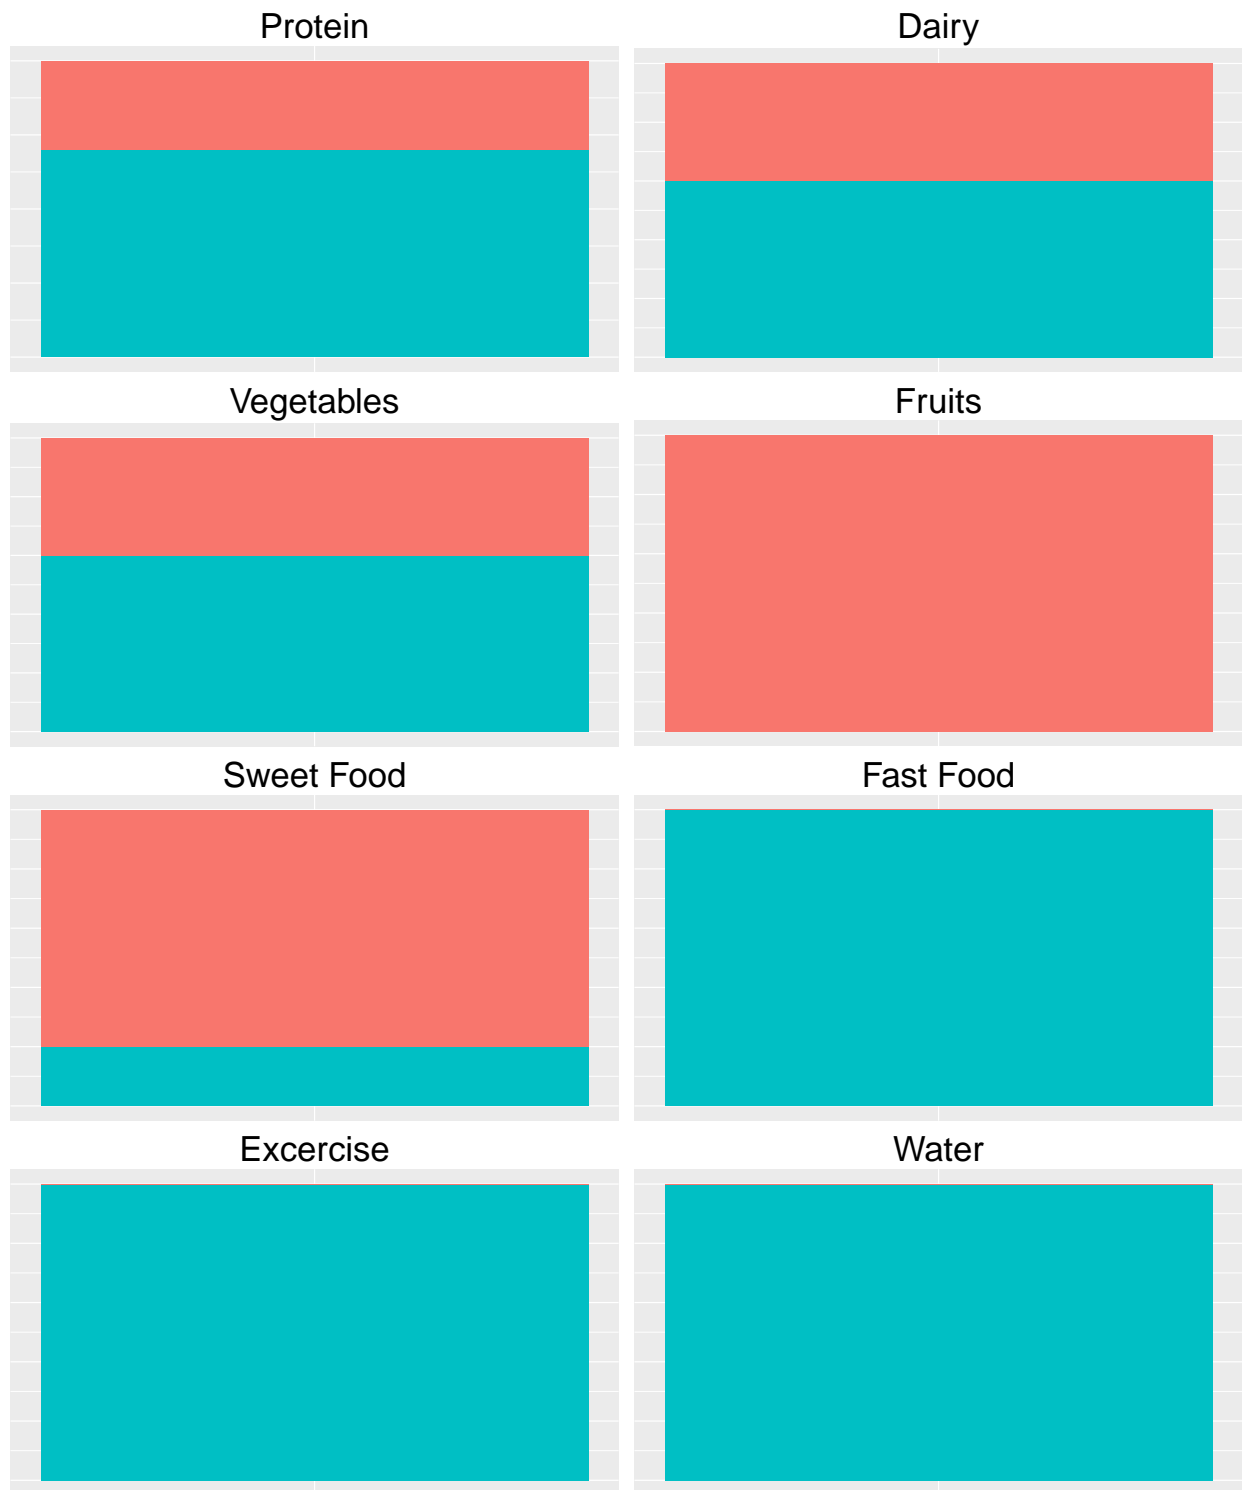 Protein
Dairy
Vegetables
Fruits
Sweet Food
Fast Food
Excercise
Water